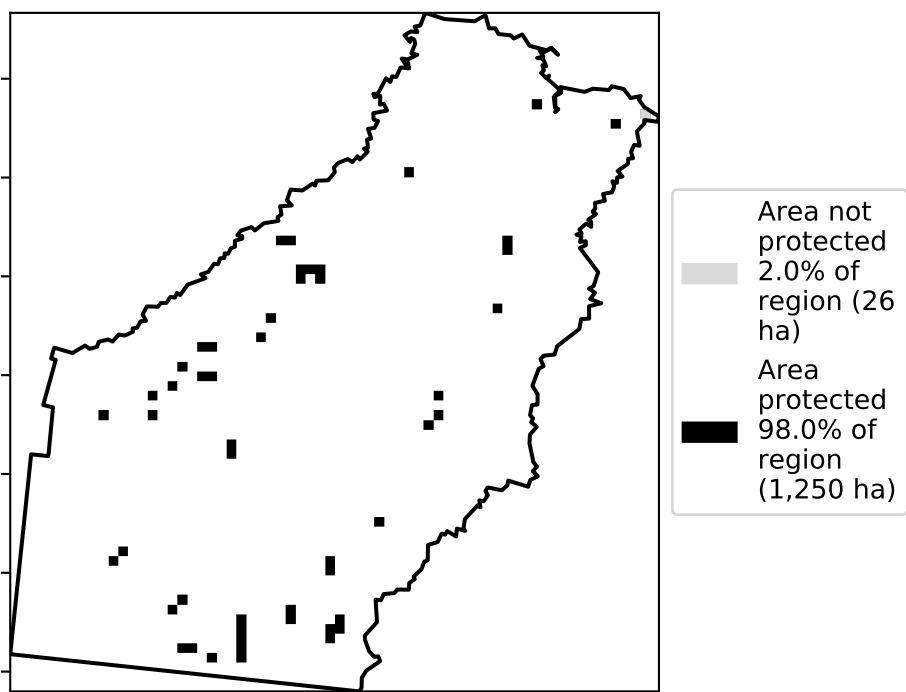 Area not
protected
2.0% of
region (26
ha)
Area
protected
98.0% of
region
(1,250 ha)